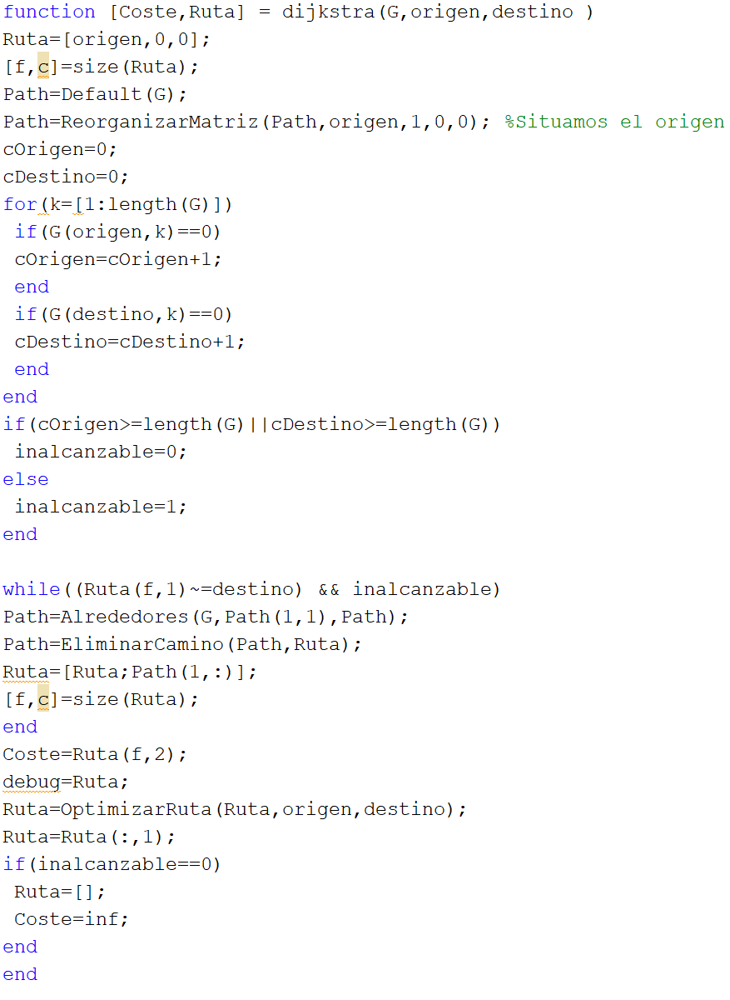 function [Coste,Ruta] = dijkstra(G,origen,destino )
Ruta=[origen,0,0];
[f,c]=size(Ruta);
Path=Default(G);
Path=ReorganizarMatriz(Path,origen,1,0,0); %Situamos el origen
cOrigen=0;
cDestino=0;
for(k=[1:length(G)])
 if(G(origen,k)==0)
 cOrigen=cOrigen+1;
 end
 if(G(destino,k)==0)
 cDestino=cDestino+1;
 end
end
if(cOrigen>=length(G)||cDestino>=length(G))
 inalcanzable=0;
else
 inalcanzable=1;
end

while((Ruta(f,1)~=destino) && inalcanzable)
Path=Alrededores(G,Path(1,1),Path);
Path=EliminarCamino(Path,Ruta);
Ruta=[Ruta;Path(1,:)];
[f,c]=size(Ruta);
end
Coste=Ruta(f,2);
debug=Ruta;
Ruta=OptimizarRuta(Ruta,origen,destino);
Ruta=Ruta(:,1);
if(inalcanzable==0)
 Ruta=[];
 Coste=inf;
end
end